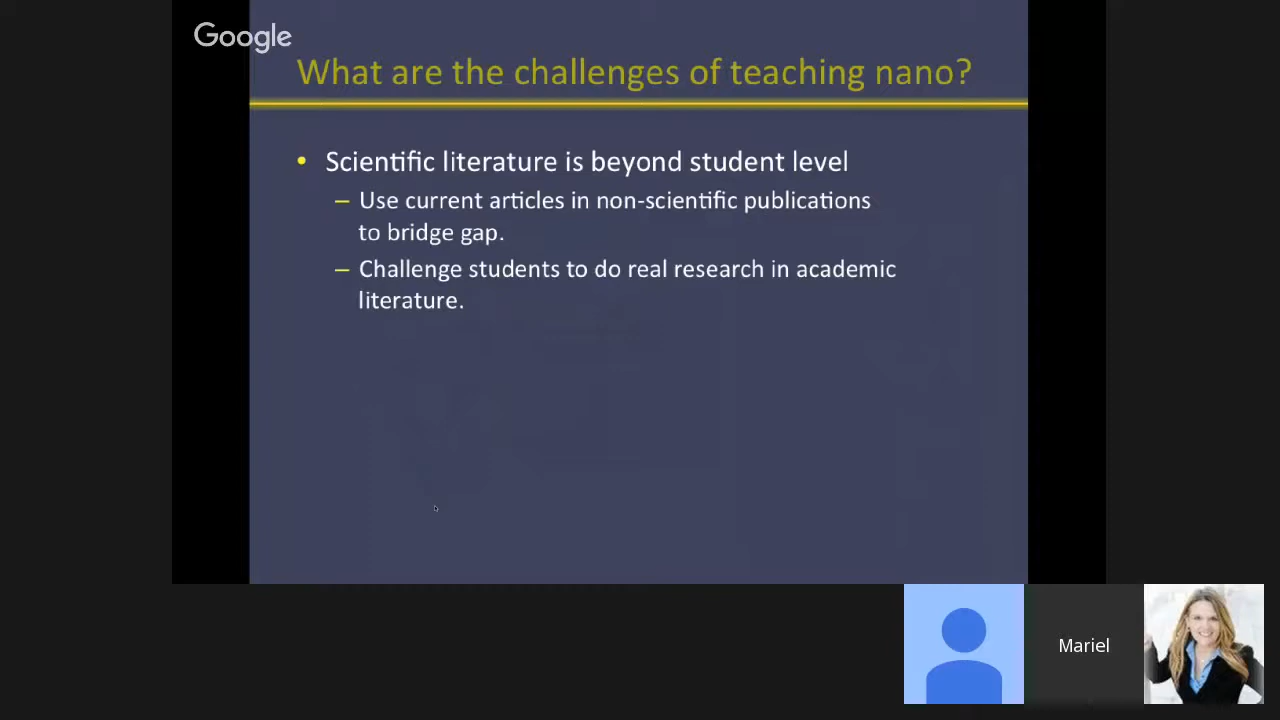 Google
What are the challenges of teaching nano?
• Scientific literature is beyond student level
– Use current articles in non-scientific publications
to bridge gap.
– Challenge students to do real research in academic
literature.
Mariel